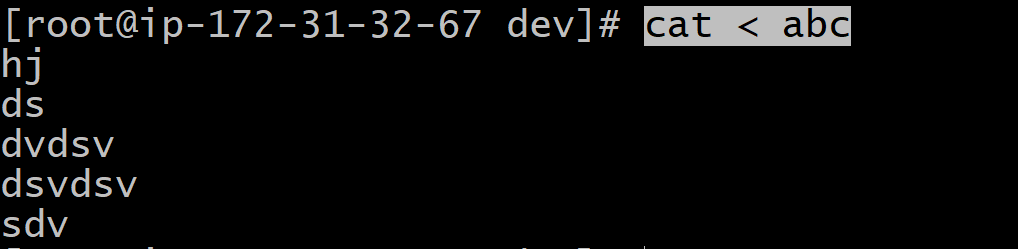 [root@ip-172-31-32-67 dev]# cat < abc
hj
ds
dvdsv
dsvdsv
sdv